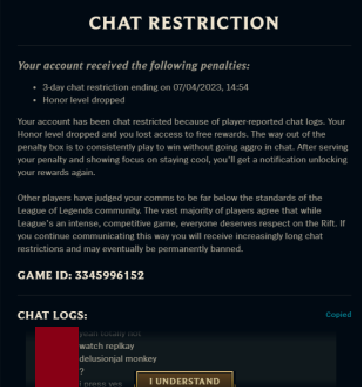 CHAT RESTRICTION
Your account received the following penalties:
• 3-day chat restriction ending on 07/04/2023, 14:54
• Honor level dropped
Your account has been chat restricted because of player-reported chat logs. Your
Honor level dropped and you lost access to free rewards. The way out of the
penalty box is to consistently play to win without going aggro in chat. After serving
your penalty and showing focus on staying cool, you'll get a notification unlocking
your rewards again.
Other players have judged your comms to be far below the standards of the
League of Legends community. The vast majority of players agree that while
League's an intense, competitive game, everyone deserves respect on the Rift. If
you continue communicating this way you will receive increasingly long chat
restrictions and may eventually be permanently banned.
GAME ID: 3345996152
CHAT LOGS:
Copied
yeah totally not
watch repikay
delusionjal monkey
?
I press yes
I UNDERSTAND